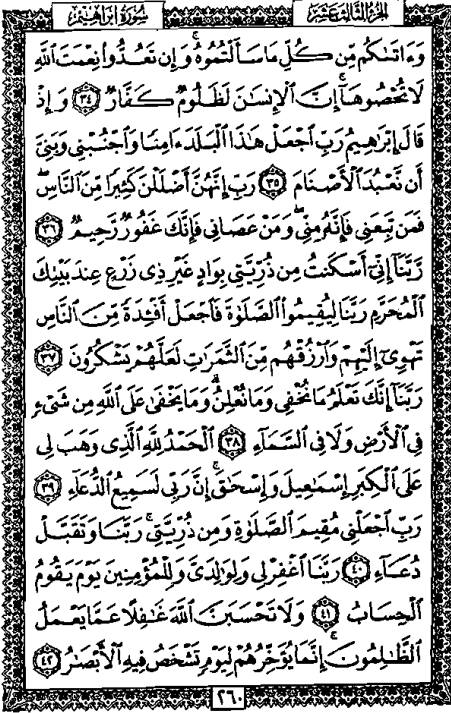 الجزء الثالث عشر
سورة إبراهيم
وَءَاتَىٰكُم مِّن كُلِّ مَا سَأَلْتُمُوهُ ۚ وَإِن تَعُدُّوا۟ نِعْمَتَ ٱللَّهِ
لَا تُحْصُوهَآ ۗ إِنَّ ٱلْإِنسَٰنَ لَظَلُومٌ كَفَّارٌ ٣٤ وَإِذْ
قَالَ إِبْرَٰهِيمُ رَبِّ ٱجْعَلْ هَٰذَا ٱلْبَلَدَ ءَامِنًا وَٱجْنُبْنِى وَبَنِىَّ
أَن نَّعْبُدَ ٱلْأَصْنَامَ ٣٥ رَبِّ إِنَّهُنَّ أَضْلَلْنَ كَثِيرًا مِّنَ ٱلنَّاسِ ۖ
فَمَن تَبِعَنِى فَإِنَّهُۥ مِنِّى ۖ وَمَنْ عَصَانِى فَإِنَّكَ غَفُورٌ رَّحِيمٌ ٣٦
رَّبَّنَآ إِنِّىٓ أَسْكَنتُ مِن ذُرِّيَّتِى بِوَادٍ غَيْرِ ذِى زَرْعٍ عِندَ بَيْتِكَ
ٱلْمُحَرَّمِ رَبَّنَا لِيُقِيمُوا۟ ٱلصَّلَوٰةَ فَٱجْعَلْ أَفْـِٔدَةً مِّنَ ٱلنَّاسِ
تَهْوِىٓ إِلَيْهِمْ وَٱرْزُقْهُم مِّنَ ٱلثَّمَرَٰتِ لَعَلَّهُمْ يَشْكُرُونَ ٣٧
رَبَّنَآ إِنَّكَ تَعْلَمُ مَا نُخْفِى وَمَا نُعْلِنُ ۗ وَمَا يَخْفَىٰ عَلَى ٱللَّهِ مِن شَىْءٍ
فِى ٱلْأَرْضِ وَلَا فِى ٱلسَّمَآءِ ٣٨ ٱلْحَمْدُ لِلَّهِ ٱلَّذِى وَهَبَ لِى
عَلَى ٱلْكِبَرِ إِسْمَٰعِيلَ وَإِسْحَٰقَ ۚ إِنَّ رَبِّى لَسَمِيعُ ٱلدُّعَآءِ ٣٩
رَبِّ ٱجْعَلْنِى مُقِيمَ ٱلصَّلَوٰةِ وَمِن ذُرِّيَّتِى ۚ رَبَّنَا وَتَقَبَّلْ
دُعَآءِ ٤٠ رَبَّنَا ٱغْفِرْ لِى وَلِوَٰلِدَىَّ وَلِلْمُؤْمِنِينَ يَوْمَ يَقُومُ
ٱلْحِسَابُ ٤١ وَلَا تَحْسَبَنَّ ٱللَّهَ غَٰفِلًا عَمَّا يَعْمَلُ
ٱلظَّٰلِمُونَ ۚ إِنَّمَا يُؤَخِّرُهُمْ لِيَوْمٍ تَشْخَصُ فِيهِ ٱلْأَبْصَٰرُ ٤٢
٢٦٠